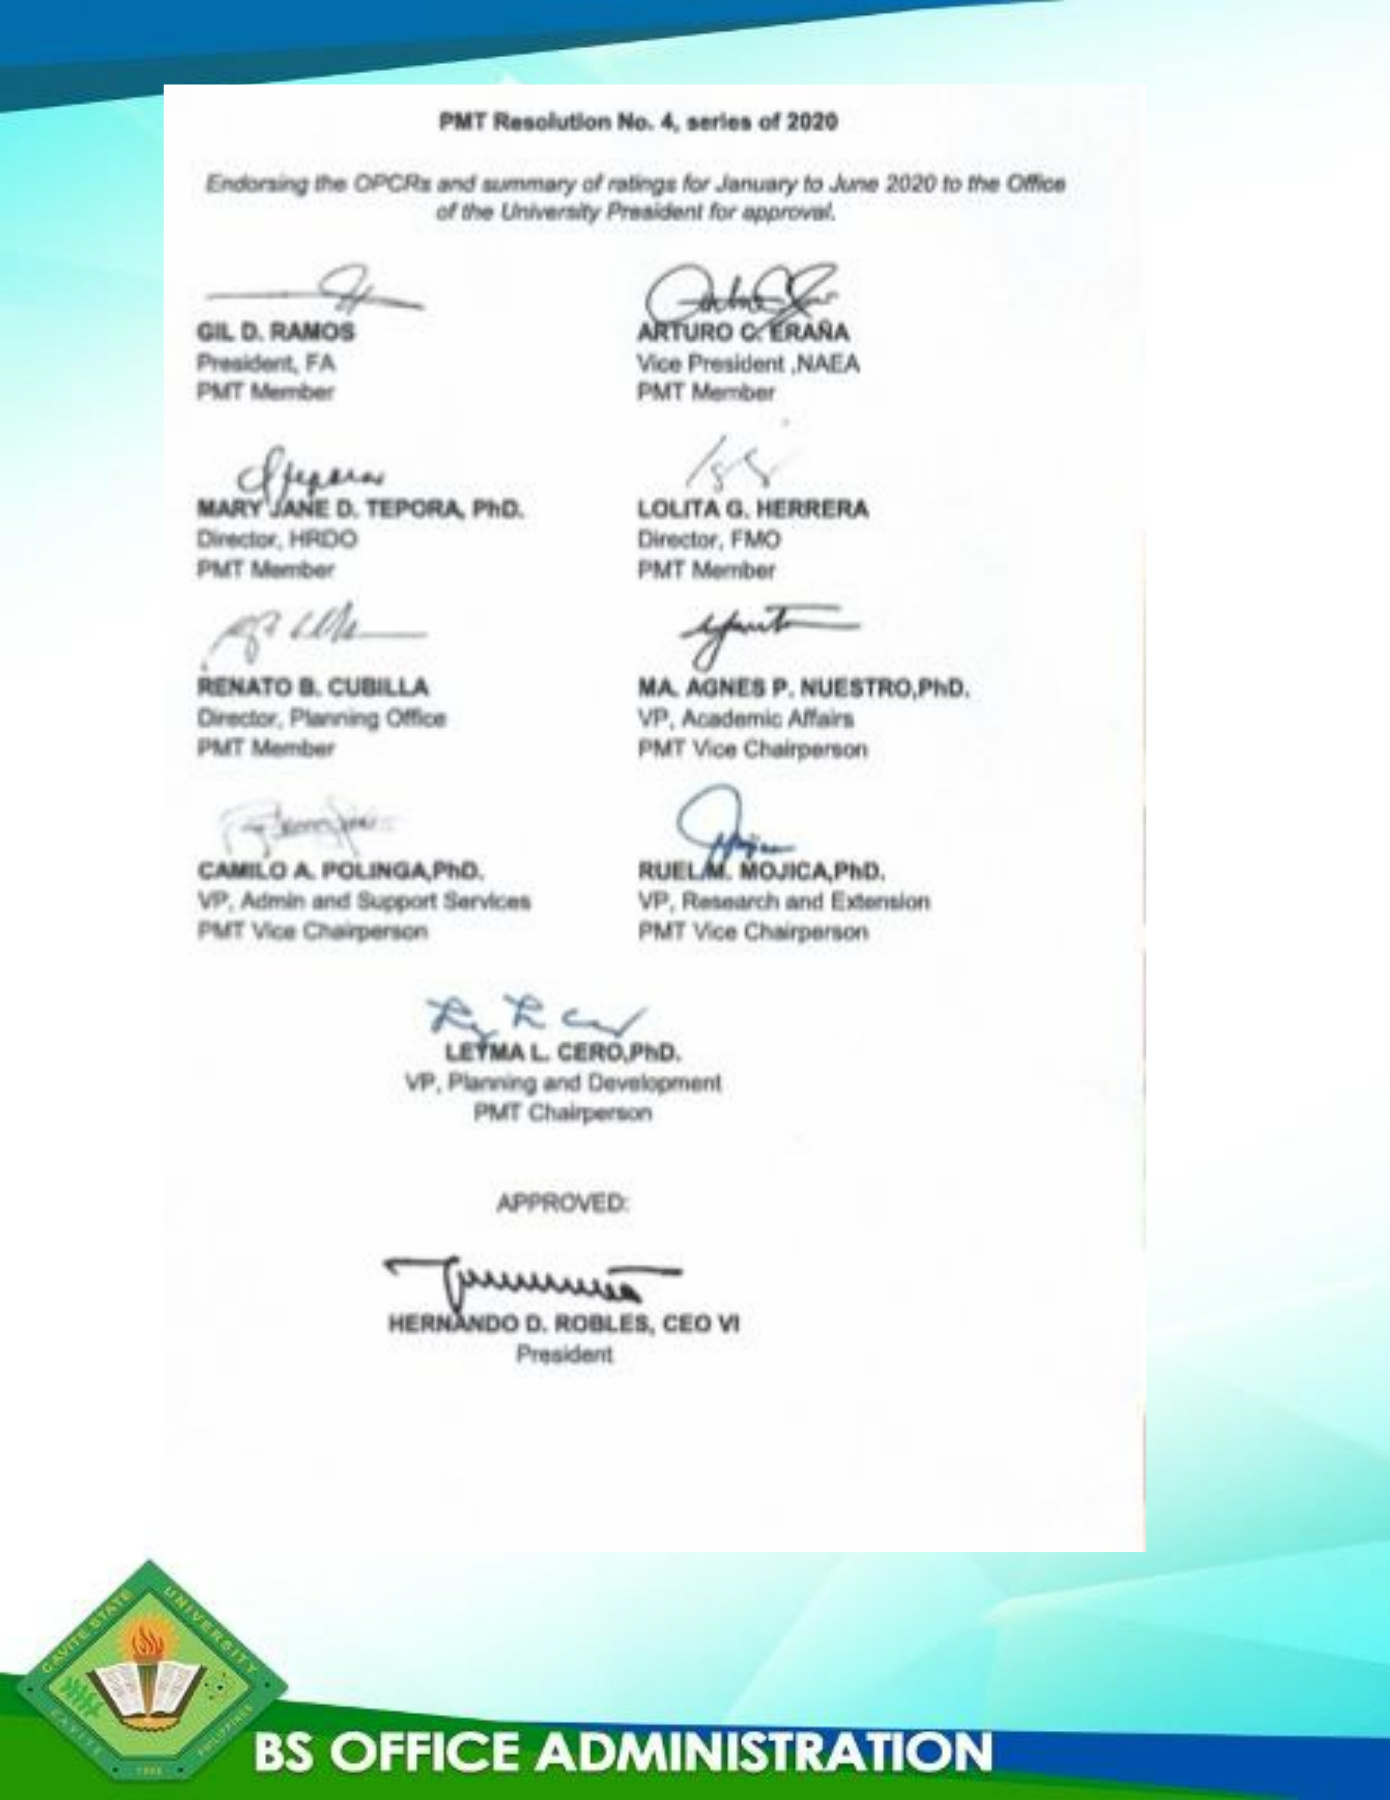 PMT Resolution No. 4, series of 2020
Endorsing the OPCRs and summary of ratings for January to June 2020 to the Office
of the University President for approval.
GIL D. RAMOS
President, FA
PMT Member
ARTURO C. ERAÑA
Vice President ,NAEA
PMT Member
MARY JANE D. TEPORA, PhD.
Director, HRDO
PMT Member
LOLITA G. HERRERA
Director, FMO
PMT Member
RENATO B. CUBILLA
Director, Planning Office
PMT Member
MA. AGNES P. NUESTRO,PhD.
VP, Academic Affairs
PMT Vice Chairperson
CAMILO A. POLINGA,PhD.
VP, Admin and Support Services
PMT Vice Chairperson
RUEL M. MOJICA,PhD.
VP, Research and Extension
PMT Vice Chairperson
LEYMA L. CERO,PhD.
VP, Planning and Development
PMT Chairperson
APPROVED:
HERNANDO D. ROBLES, CEO VI
President
CAVITE STATE UNIVERSITY
CAVITE PHILIPPINES
1906
BS OFFICE ADMINISTRATION